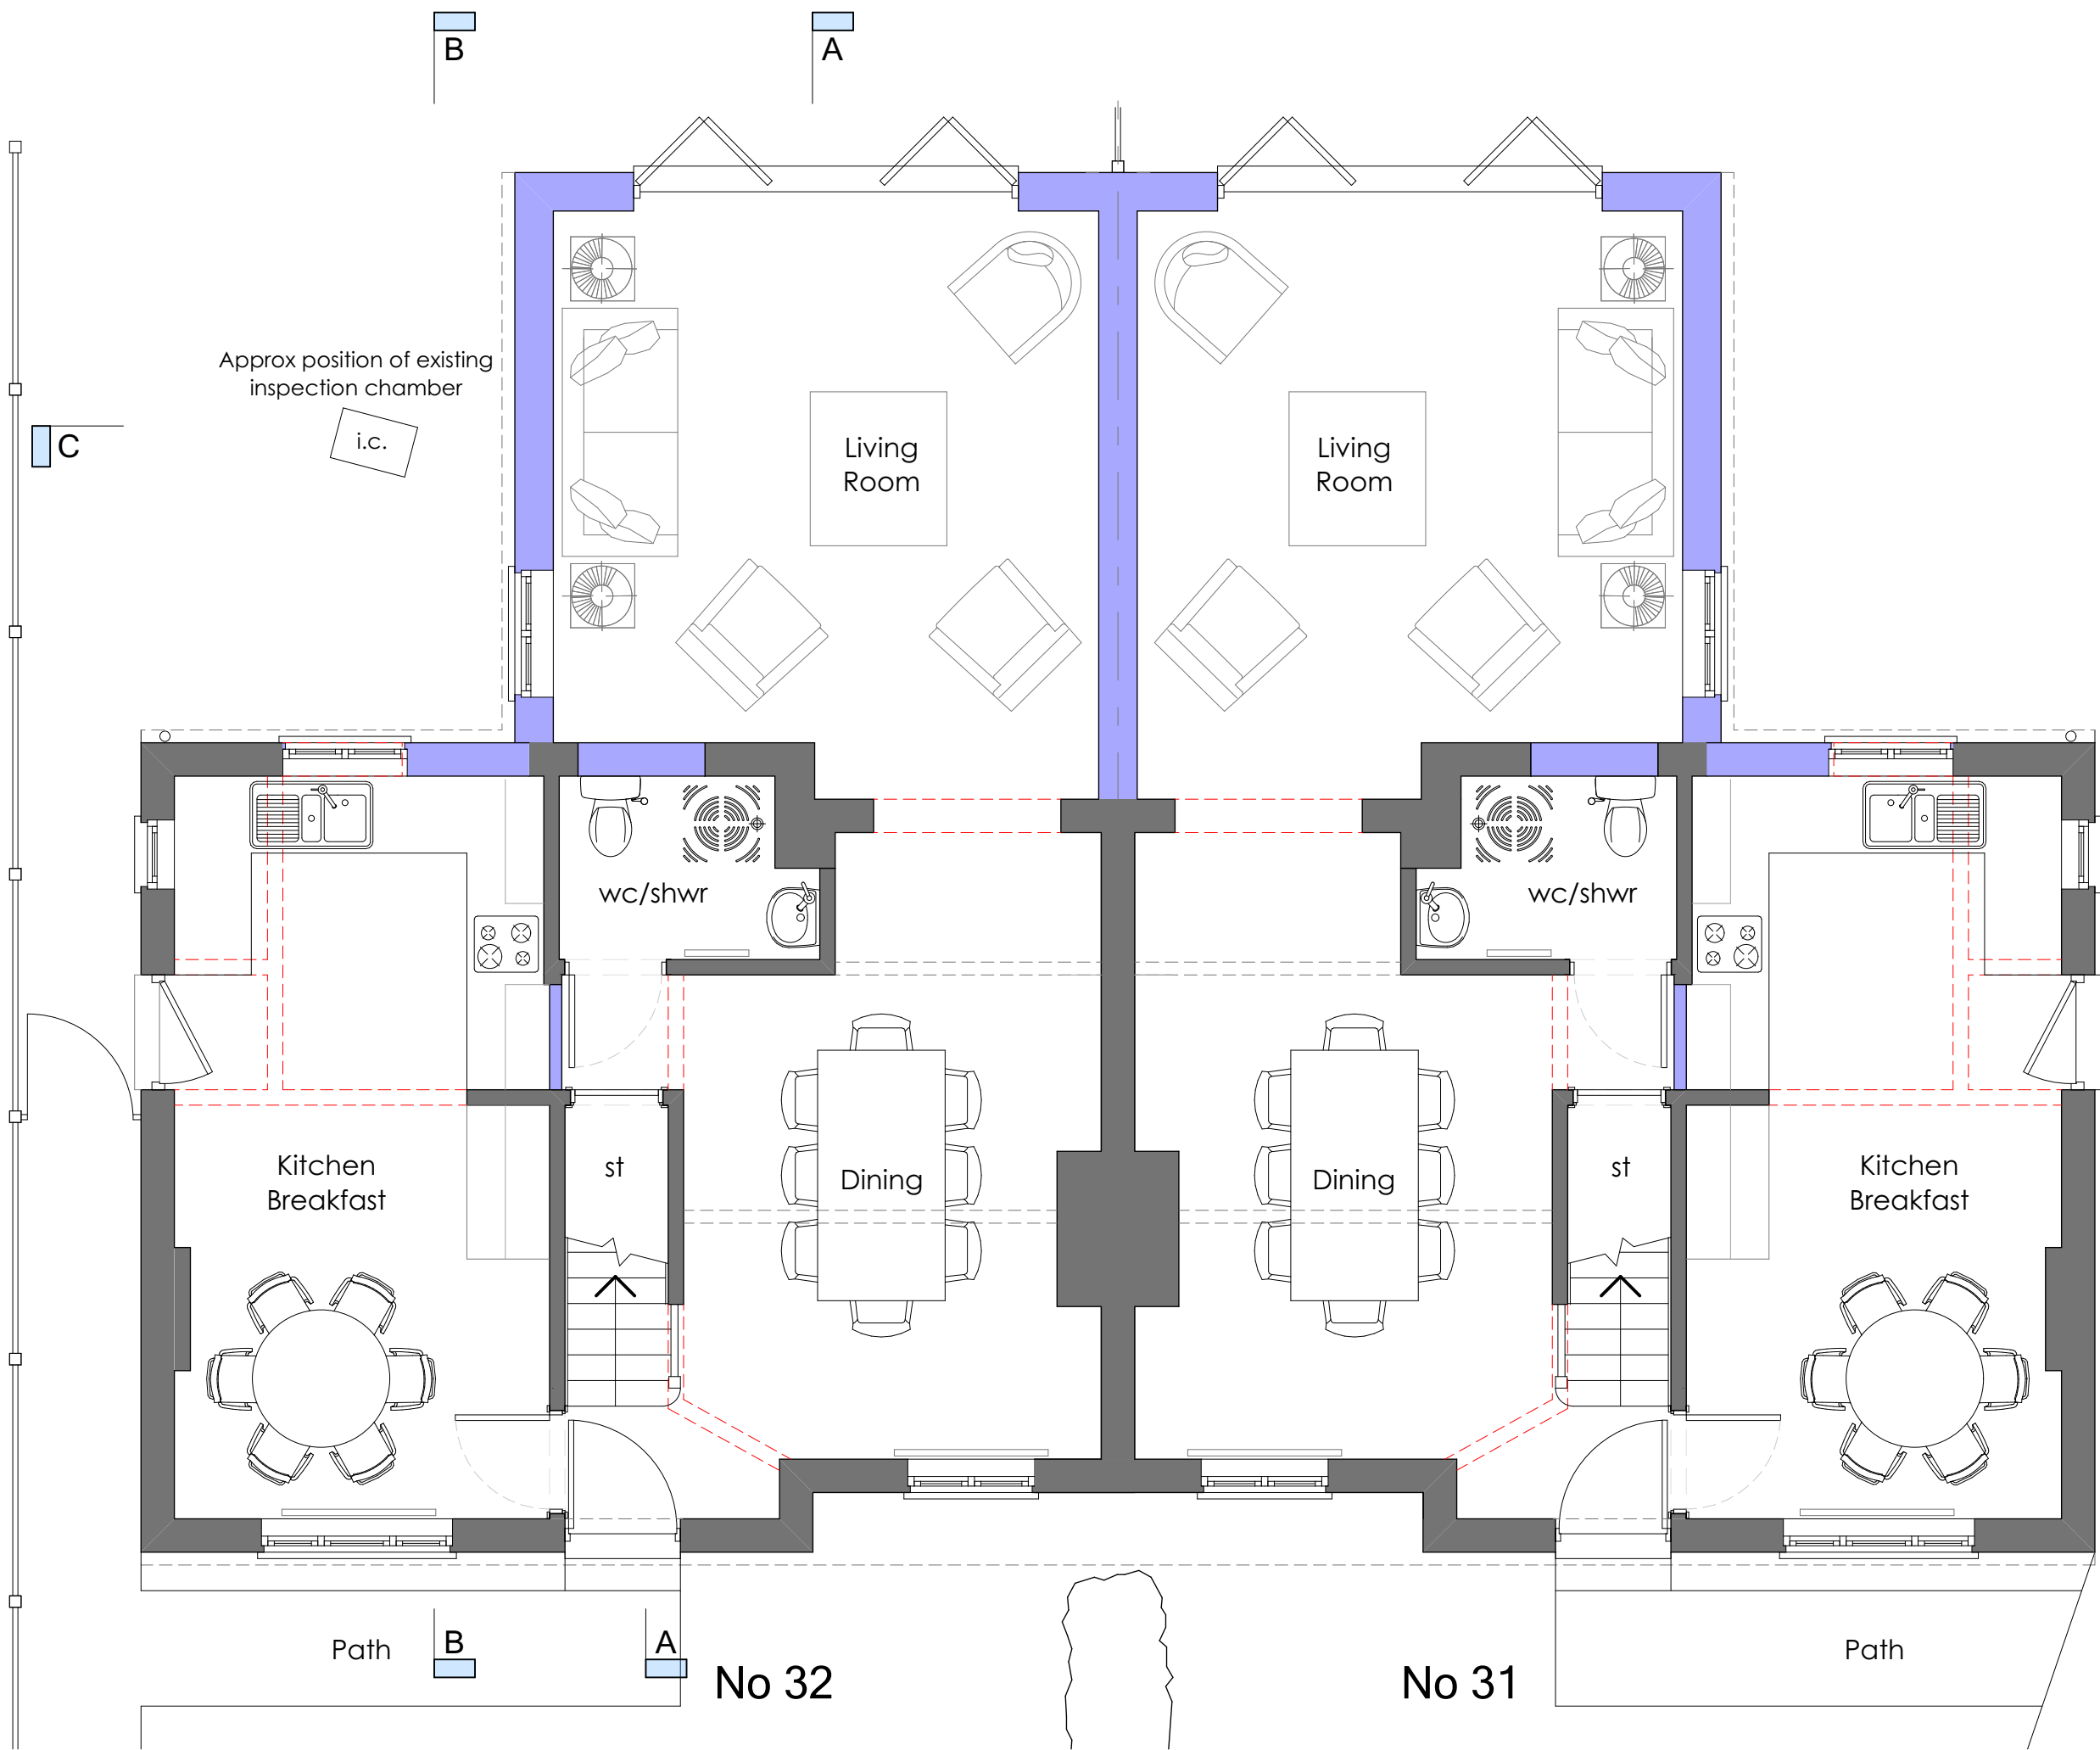 B
A
Approx position of existing
inspection chamber
i.c.
C
Living
Room
Living
Room
wc/shwr
wc/shwr
Kitchen
Breakfast
st
Dining
Dining
st
Kitchen
Breakfast
Path
B
A
No 32
No 31
Path